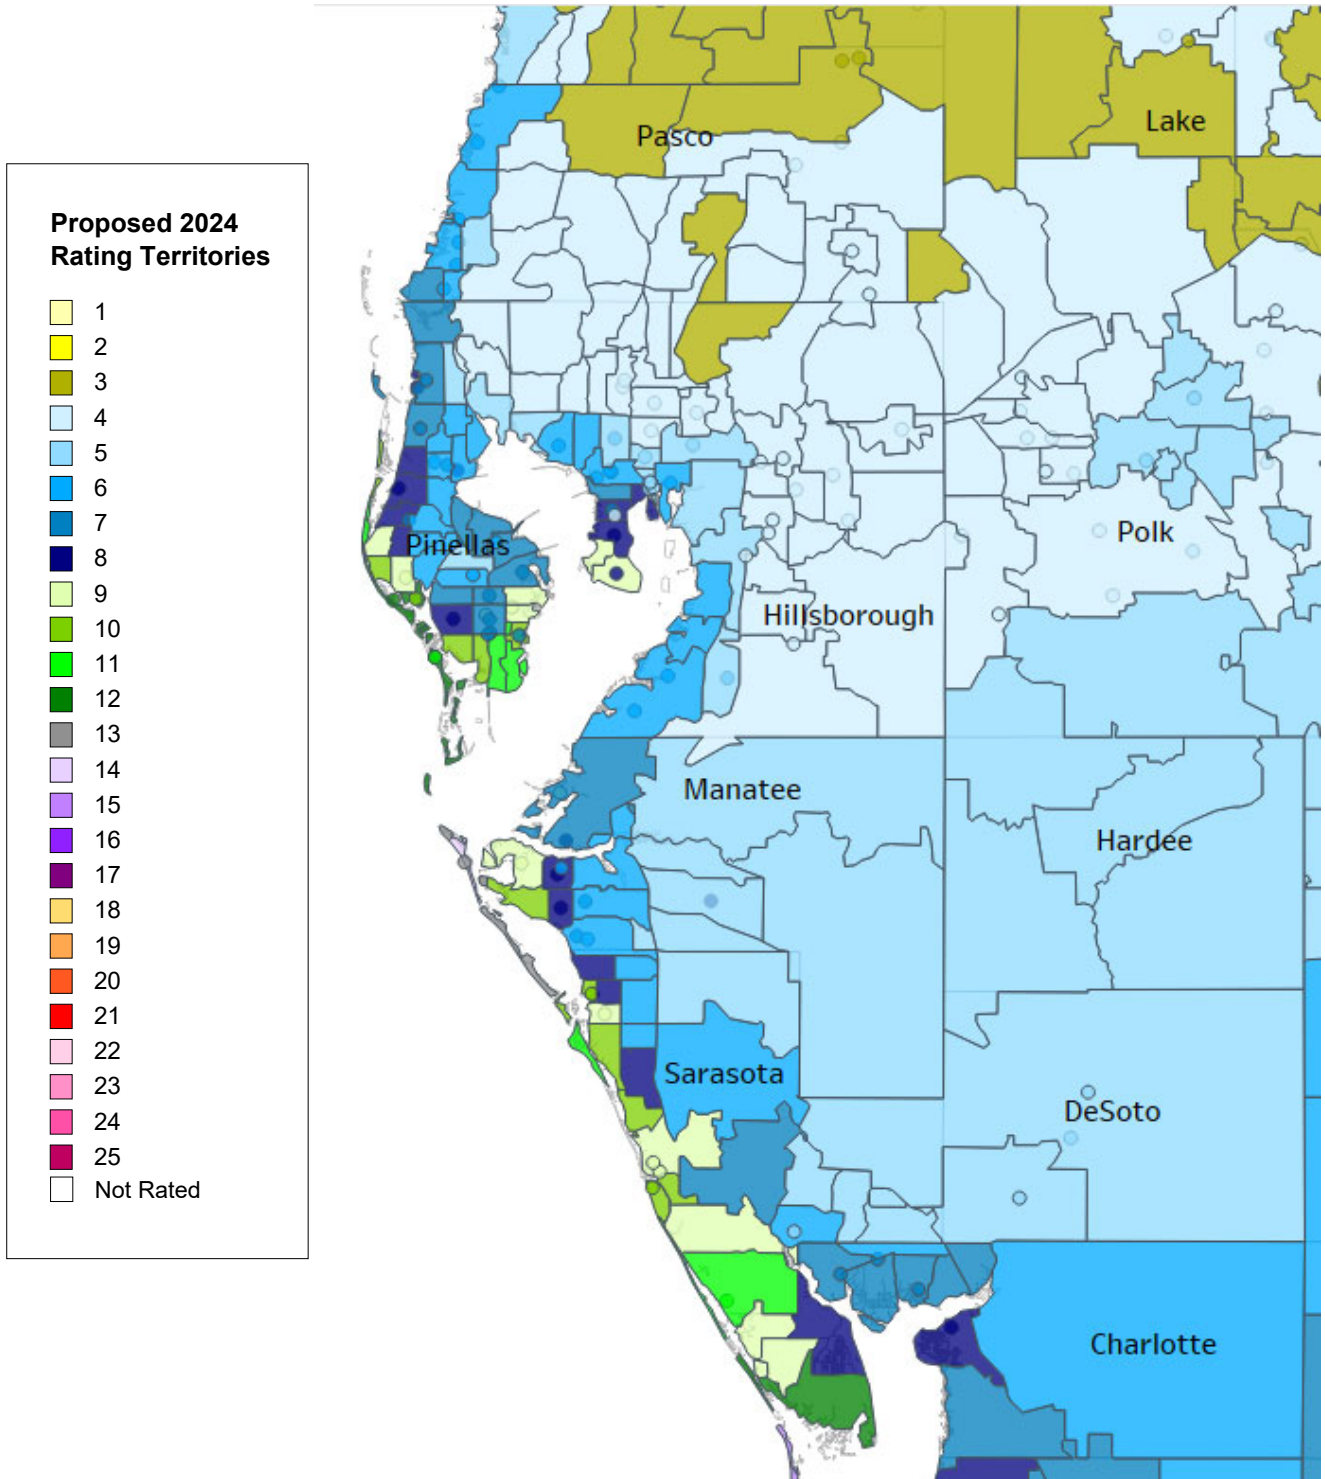 Proposed 2024
Rating Territories
1
2
3
4
5
6
7
8
9
10
11
12
13
14
15
16
17
18
19
20
21
22
23
24
25
Not Rated
Pasco
Lake
Pinellas
Polk
Hillsborough
Manatee
Hardee
Sarasota
DeSoto
Charlotte